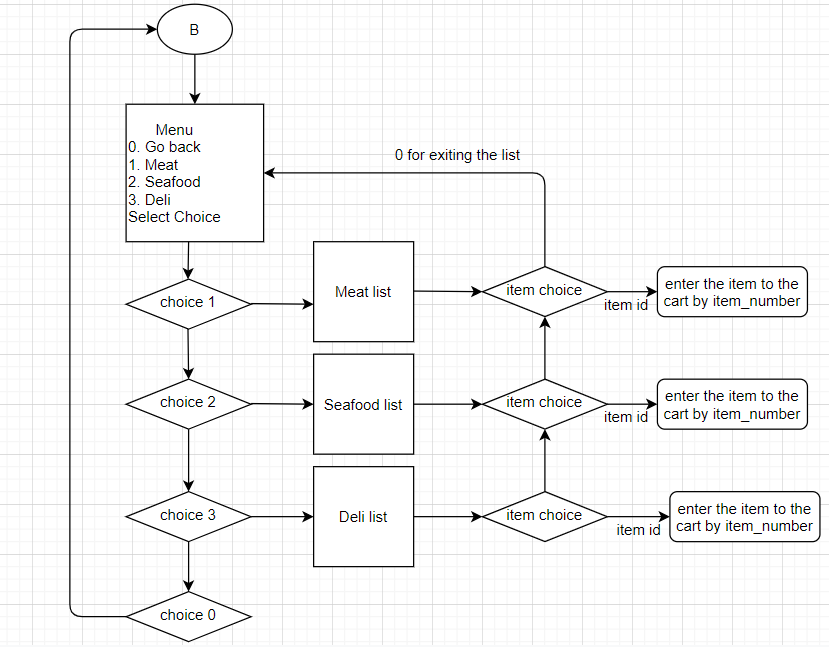 B
Menu
0. Go back
1. Meat
2. Seafood
3. Deli
Select Choice
0 for exiting the list
choice 1
Meat list
item choice
item id
enter the item to the
cart by item_number
choice 2
Seafood list
item choice
item id
enter the item to the
cart by item_number
choice 3
Deli list
item choice
item id
enter the item to the
cart by item_number
choice 0